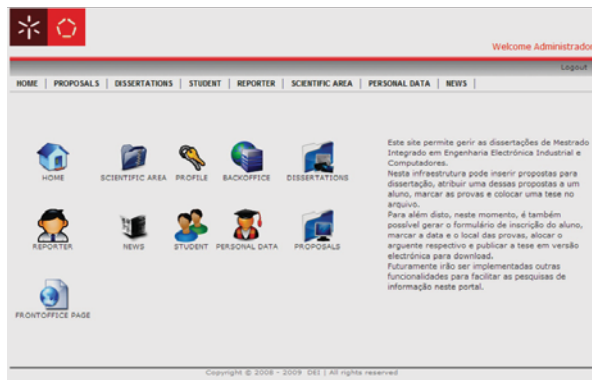 Welcome Administrador
Logout
HOME | PROPOSALS | DISSERTATIONS | STUDENT | REPORTER | SCIENTIFIC AREA | PERSONAL DATA | NEWS |
HOME SCIENTIFIC AREA PROFILE BACKOFFICE DISSERTATIONS
REPORTER NEWS STUDENT PERSONAL DATA PROPOSALS
FRONTOFFICE PAGE
Este site permite gerir as dissertações de Mestrado
Integrado em Engenharia Electrónica Industrial e
Computadores.
Nesta infraestrutura pode inserir propostas para
dissertação, atribuir uma dessas propostas a um
aluno, marcar as provas e colocar uma tese no
arquivo.
Para além disto, neste momento, é também
possível gerar o formulário de inscrição do aluno,
marcar a data e o local das provas, alocar o
arguente respectivo e publicar a tese em versão
electrónica para download.
Futuramente irão ser implementadas outras
funcionalidades para facilitar as pesquisas de
informação neste portal.
Copyright © 2008 - 2009 DEI | All rights reserved